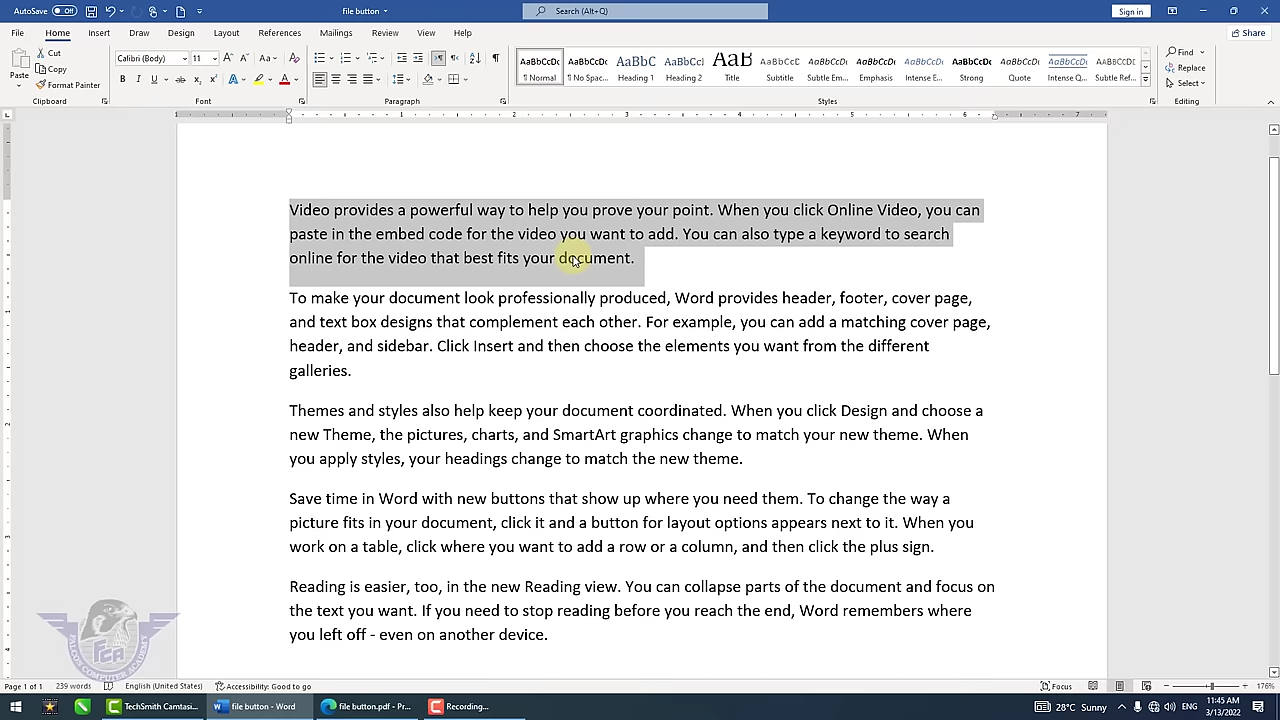 AutoSave Off file button Search (Alt+Q) Sign in
File Home Insert Draw Design Layout References Mailings Review View Help Share
Paste Cut Copy Format Painter
Calibri (Body) 11
AaBbCcDc AaBbCcDc AaBbC AaBbCcI AaB AaBbCcD AaBbCcDc AaBbCcDt AaBbCcDt AaBbCcDc AaBbCcDt AaBbCcDt AABBCCDC
¶ Normal ¶ No Spac... Heading 1 Heading 2 Title Subtitle Subtle Em... Emphasis Intense E... Strong Quote Intense Q... Subtle Ref...
Find
Replace
Select
Clipboard Font Paragraph Styles Editing
Video provides a powerful way to help you prove your point. When you click Online Video, you can
paste in the embed code for the video you want to add. You can also type a keyword to search
online for the video that best fits your document.
To make your document look professionally produced, Word provides header, footer, cover page,
and text box designs that complement each other. For example, you can add a matching cover page,
header, and sidebar. Click Insert and then choose the elements you want from the different
galleries.
Themes and styles also help keep your document coordinated. When you click Design and choose a
new Theme, the pictures, charts, and SmartArt graphics change to match your new theme. When
you apply styles, your headings change to match the new theme.
Save time in Word with new buttons that show up where you need them. To change the way a
picture fits in your document, click it and a button for layout options appears next to it. When you
work on a table, click where you want to add a row or a column, and then click the plus sign.
Reading is easier, too, in the new Reading view. You can collapse parts of the document and focus on
the text you want. If you need to stop reading before you reach the end, Word remembers where
you left off - even on another device.
FCA
Page 1 of 1 239 words English (United States) Accessibility: Good to go Focus 176%
TechSmith Camtas... file button - Word file button.pdf - Pr... Recording... 28°C Sunny ENG 11:45 AM
3/13/2022